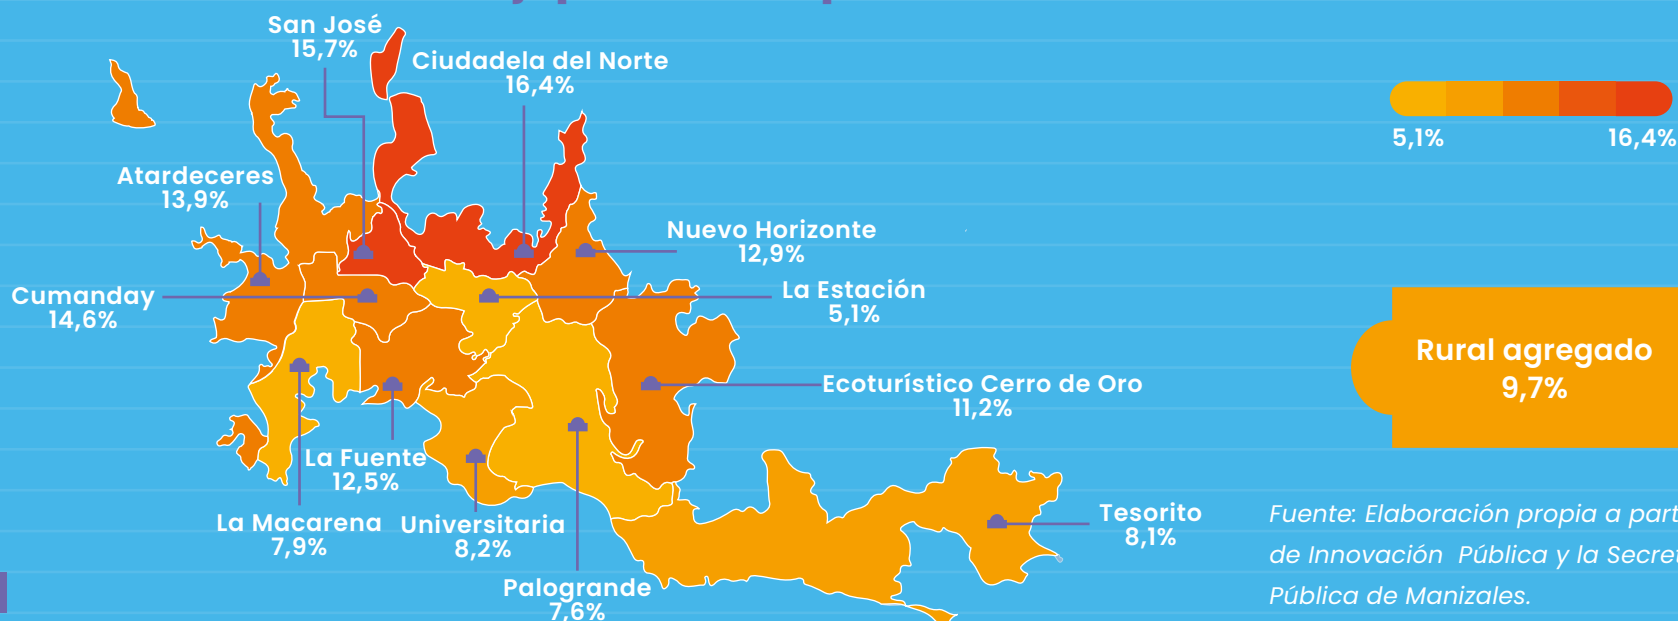 San José
15,7%
Ciudadela del Norte
16,4%
5,1%
16,4%
Atardeceres
13,9%
Nuevo Horizonte
12,9%
Cumanday
14,6%
La Estación
5,1%
Rural agregado
9,7%
Ecoturístico Cerro de Oro
11,2%
La Fuente
12,5%
La Macarena
7,9%
Universitaria
8,2%
Tesorito
8,1%
Palogrande
7,6%
Fuente: Elaboración propia a part
de Innovación Pública y la Secret
Pública de Manizales.